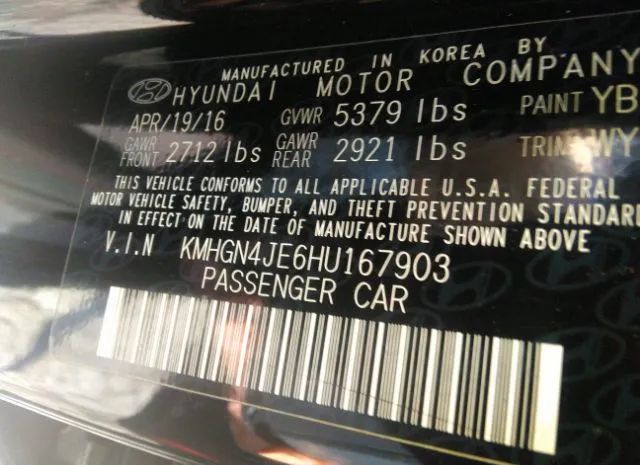 MANUFACTURED IN KOREA BY
HYUNDAI MOTOR COMPANY
APR/19/16 GVWR 5379 lbs PAINT YB
GAWR FRONT 2712 lbs GAWR REAR 2921 lbs TRIM WY
THIS VEHICLE CONFORMS TO ALL APPLICABLE U.S.A. FEDERAL
MOTOR VEHICLE SAFETY, BUMPER, AND THEFT PREVENTION STANDARD
IN EFFECT ON THE DATE OF MANUFACTURE SHOWN ABOVE
V.I.N KMHGN4JE6HU167903
PASSENGER CAR